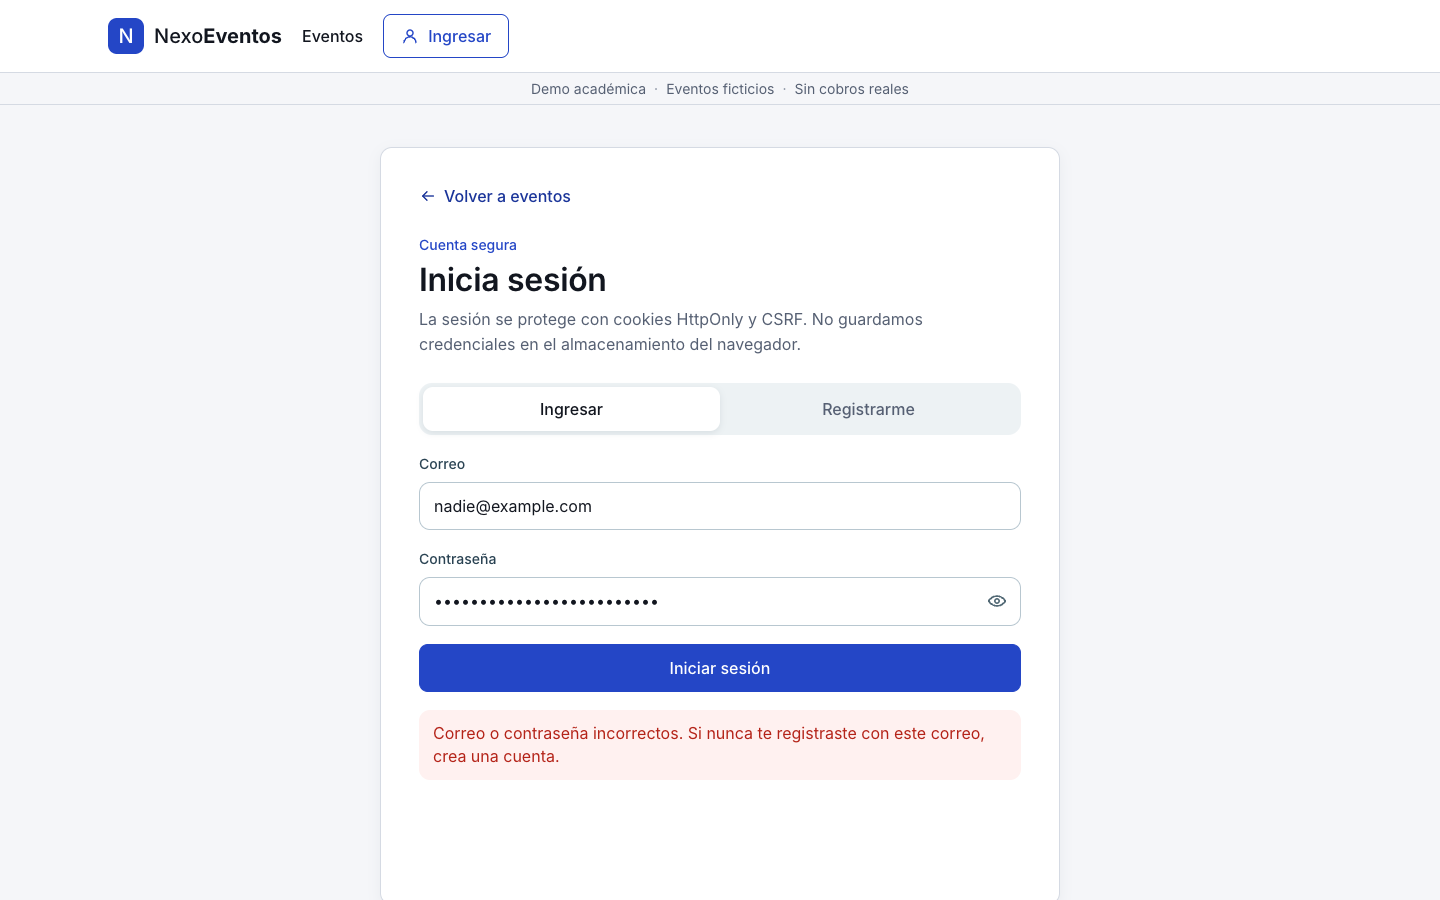 N NexoEventos Eventos Ingresar
Demo académica · Eventos ficticios · Sin cobros reales
← Volver a eventos
Cuenta segura
Inicia sesión
La sesión se protege con cookies HttpOnly y CSRF. No guardamos
credenciales en el almacenamiento del navegador.
Ingresar Registrarme
Correo
nadie@example.com
Contraseña
•••••••••••••••••••••••••
Iniciar sesión
Correo o contraseña incorrectos. Si nunca te registraste con este correo,
crea una cuenta.